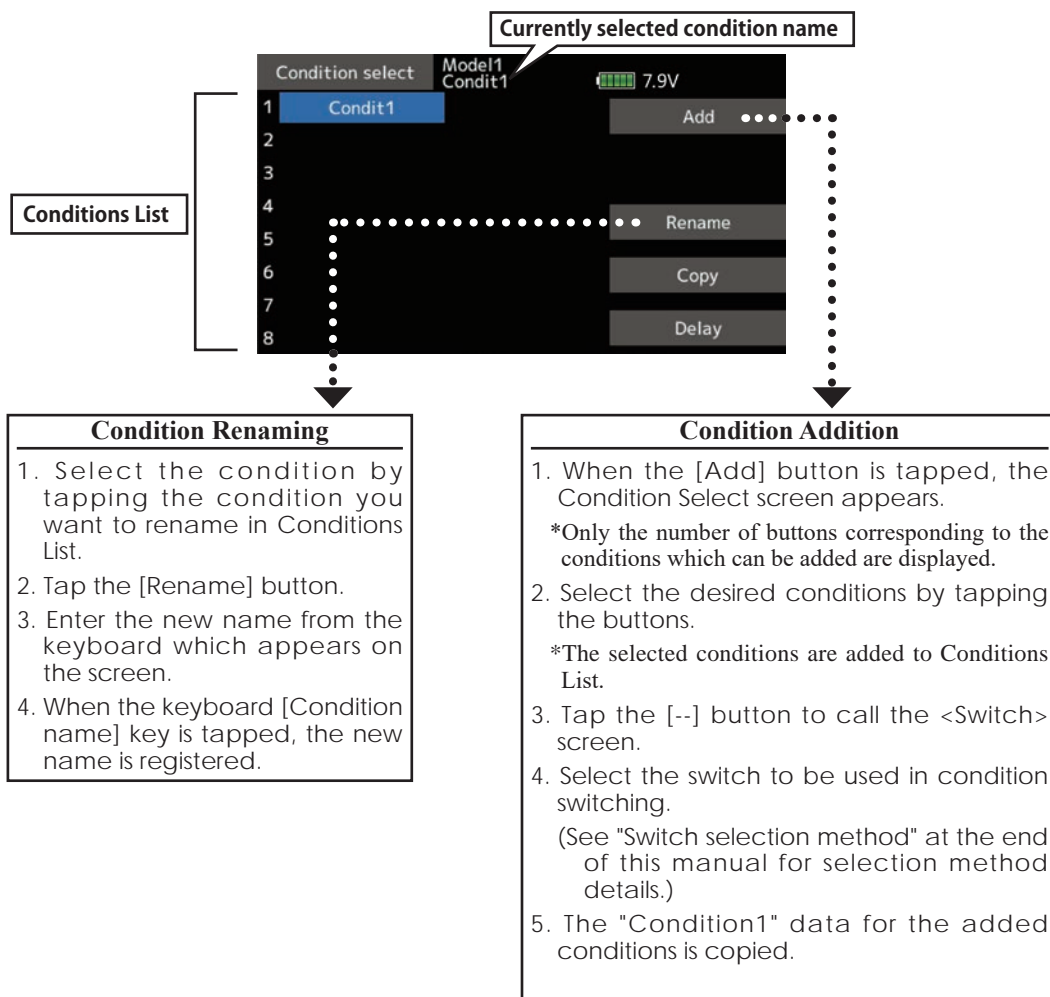 Currently selected condition name
Condition select
Model1
Condit1
7.9V
1 Condit1
Add
2
3
4
Conditions List
Rename
5
6
Copy
7
Delay
8
Condition Renaming
1. Select the condition by
tapping the condition you
want to rename in Conditions
List.
2. Tap the [Rename] button.
3. Enter the new name from the
keyboard which appears on
the screen.
4. When the keyboard [Condition
name] key is tapped, the new
name is registered.
Condition Addition
1. When the [Add] button is tapped, the
Condition Select screen appears.
*Only the number of buttons corresponding to the
conditions which can be added are displayed.
2. Select the desired conditions by tapping
the buttons.
*The selected conditions are added to Conditions
List.
3. Tap the [--] button to call the <Switch>
screen.
4. Select the switch to be used in condition
switching.
(See "Switch selection method" at the end
of this manual for selection method
details.)
5. The "Condition1" data for the added
conditions is copied.